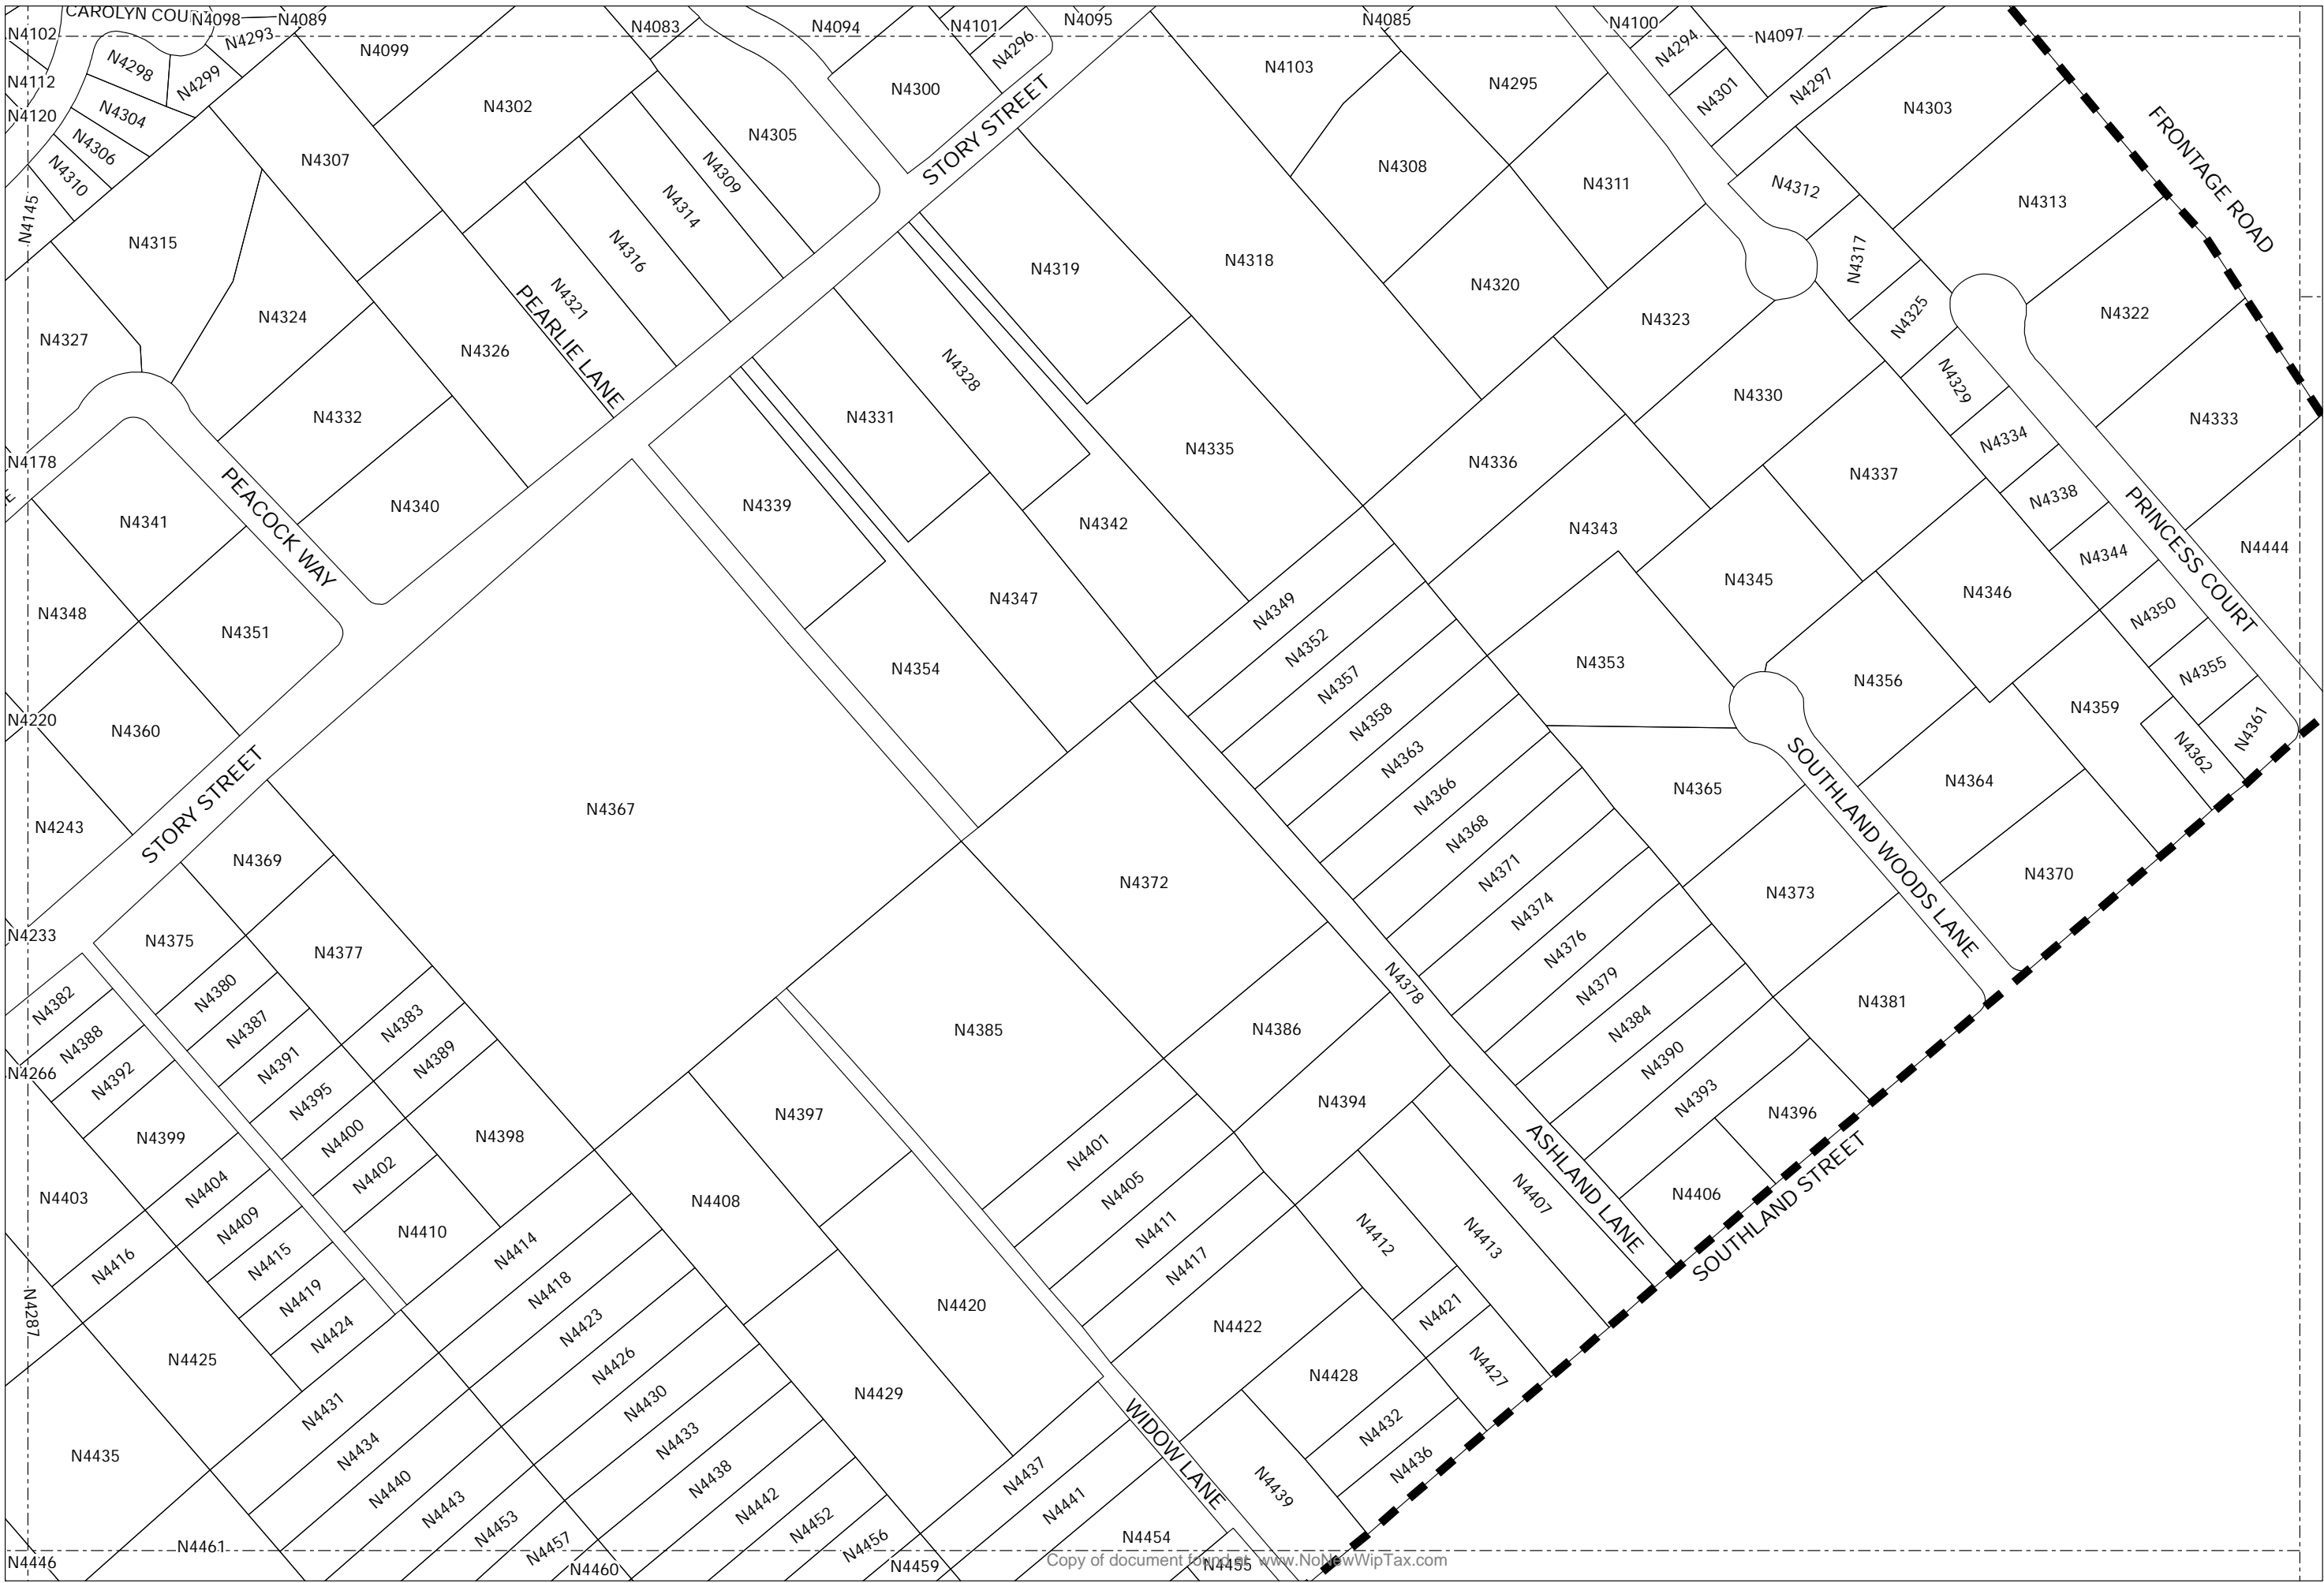 CAROLYN COU
N4098
N4089
N4083
N4094
N4101
N4095
N4085
N4100
N4097
N4102
N4293
N4099
N4296
N4294
N4298
N4299
N4112
N4302
N4300
N4103
N4295
N4301
N4297
N4303
N4120
N4304
N4306
N4310
N4307
N4305
N4309
N4314
STORY STREET
N4308
N4311
N4312
N4313
FRONTAGE ROAD
N4145
N4315
N4316
N4321
N4319
N4318
N4320
N4317
N4325
N4322
N4327
N4324
N4326
PEARLIE LANE
N4328
N4323
N4332
N4331
N4330
N4329
N4333
N4178
E
N4334
N4335
N4336
N4337
N4338
N4340
N4339
N4341
PEACOCK WAY
N4342
N4343
N4344
PRINCESS COURT
N4444
N4348
N4351
N4347
N4349
N4345
N4346
N4350
N4352
N4353
N4354
N4355
N4356
N4357
N4358
N4359
N4361
N4362
N4220
N4360
N4363
N4364
N4365
SOUTHLAND WOODS LANE
N4366
N4367
STORY STREET
N4243
N4368
N4369
N4370
N4371
N4372
N4373
N4374
N4233
N4375
N4376
N4377
N4378
N4379
N4380
N4381
N4382
N4383
N4384
N4385
N4386
N4387
N4388
N4389
N4390
N4391
N4392
N4266
N4393
N4394
N4395
N4396
N4397
N4398
N4399
N4400
N4401
N4402
N4403
N4404
N4405
N4406
N4407
ASHLAND LANE
SOUTHLAND STREET
N4408
N4409
N4410
N4411
N4412
N4413
N4414
N4415
N4416
N4417
N4418
N4419
N4420
N4421
N4422
N4423
N4424
N4287
N4425
N4426
N4427
N4428
N4429
N4430
N4431
N4432
N4433
N4434
N4435
N4436
N4437
WIDOW LANE
N4438
N4439
N4440
N4441
N4442
N4443
N4452
N4453
N4454
N4456
N4457
N4461
N4446
N4460
N4459
N4455
Copy of document found at www.NoNewWipTax.com